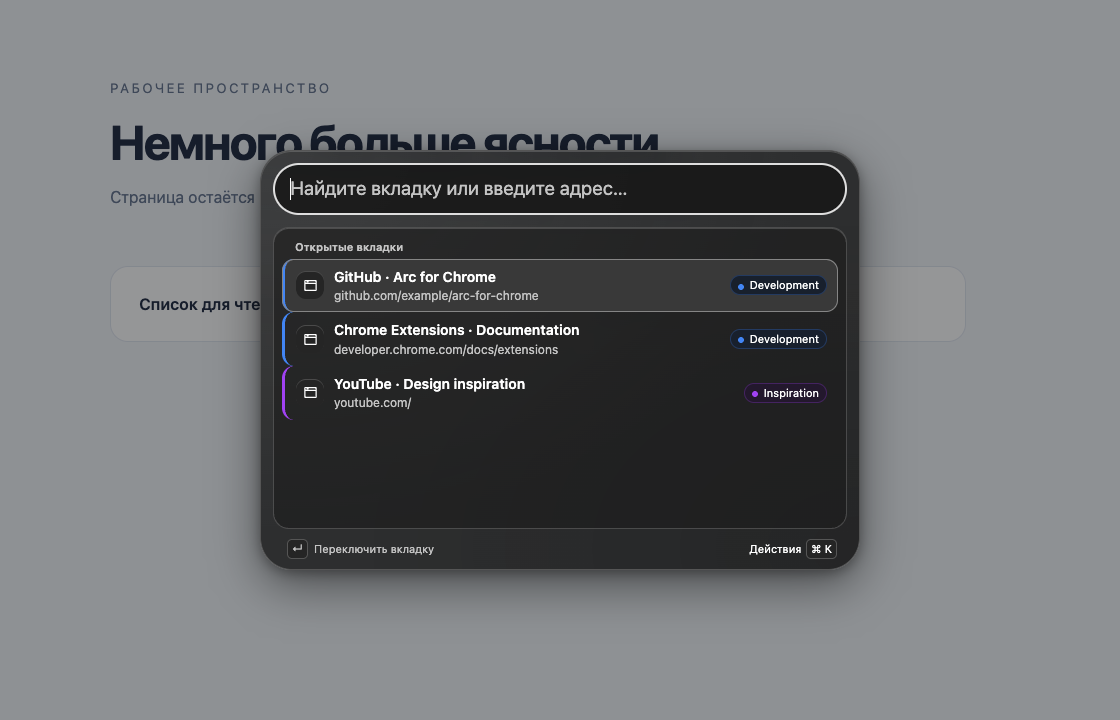 РАБОЧЕЕ ПРОСТРАНСТВО
Немного больше ясности
Страница остаётся
Список для чте
Найдите вкладку или введите адрес...
Открытые вкладки
GitHub · Arc for Chrome
github.com/example/arc-for-chrome
Development
Chrome Extensions · Documentation
developer.chrome.com/docs/extensions
Development
YouTube · Design inspiration
youtube.com/
Inspiration
Переключить вкладку
Действия ⌘ K